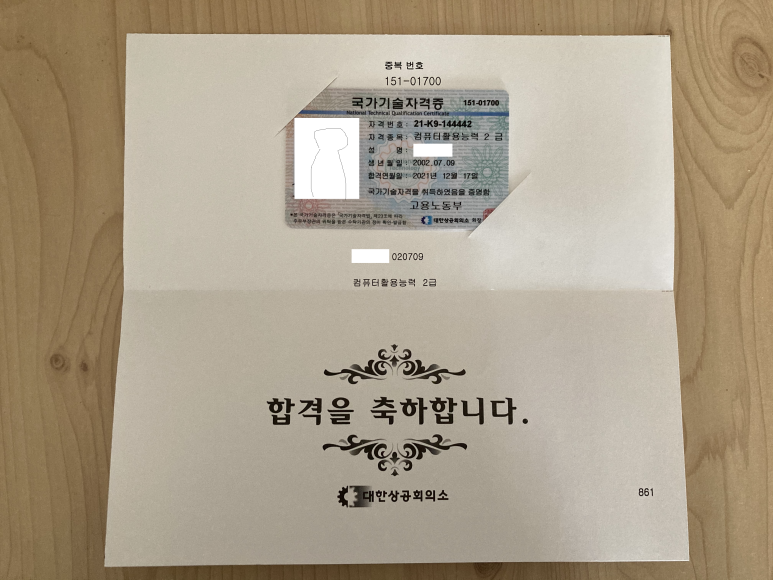 중복 번호
151-01700
국가기술자격증 151-01700
National Technical Qualification Certificate
자격번호: 21-K9-144442
자격종목: 컴퓨터활용능력 2 급
성 명:
생년월일: 2002.07.09
합격연월일: 2021년 12월 17일
국가기술자격을 취득하였음을 증명함
고용노동부
대한상공회의소
020709
컴퓨터활용능력 2급
합격을 축하합니다.
대한상공회의소
861